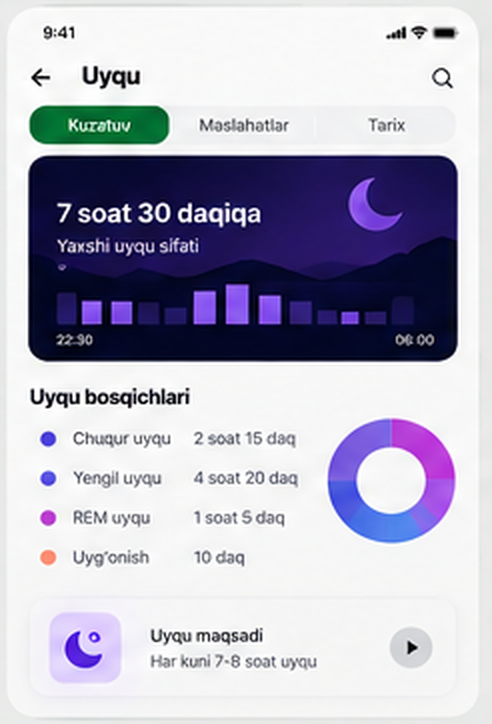 9:41
Uyqu
Kuzatuv
Maslahatlar
Tarix
7 soat 30 daqiqa
Yaxshi uyqu sifati
22:30
06:00
Uyqu bosqichlari
Chuqur uyqu 2 soat 15 daq
Yengil uyqu 4 soat 20 daq
REM uyqu 1 soat 5 daq
Uyg'onish 10 daq
Uyqu maqsadi
Har kuni 7-8 soat uyqu